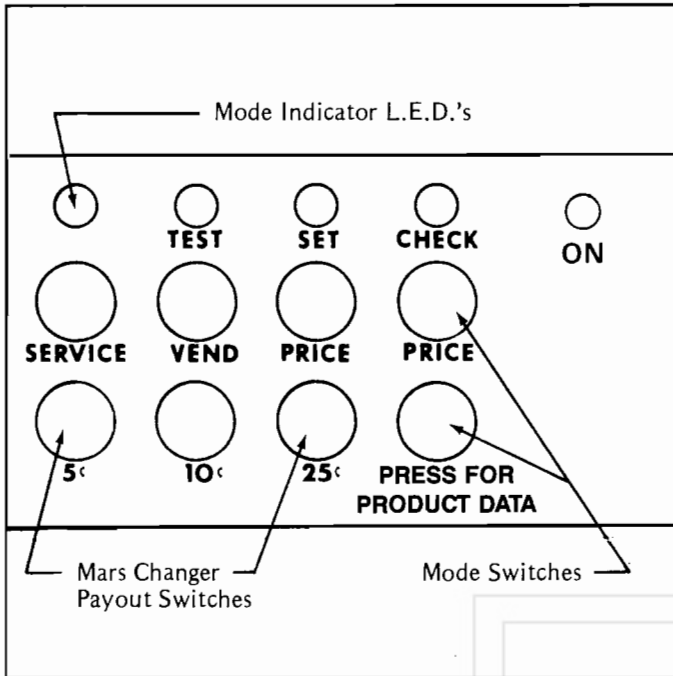 Mode Indicator L.E.D.'s
TEST SET CHECK
ON
SERVICE VEND PRICE PRICE
5¢ 10¢ 25¢ PRESS FOR
PRODUCT DATA
Mars Changer
Payout Switches
Mode Switches